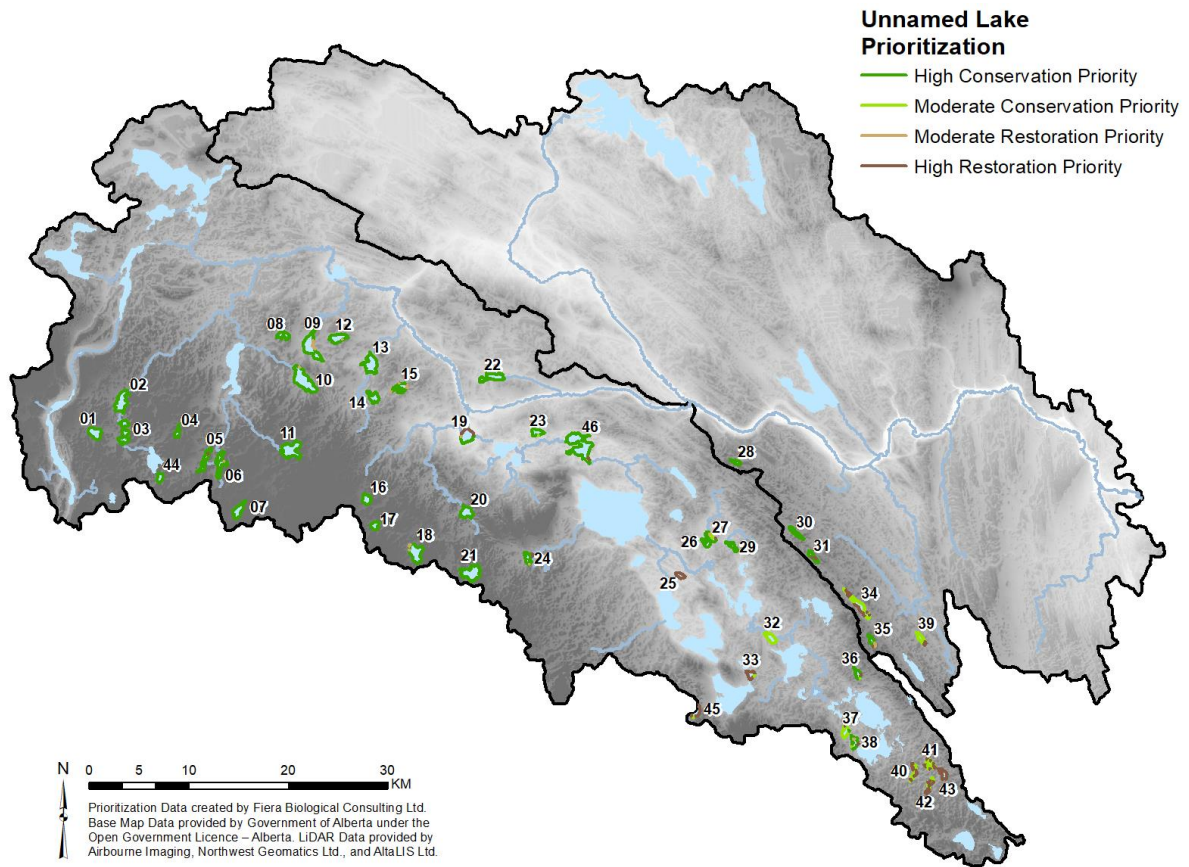 Unnamed Lake
Prioritization
High Conservation Priority
Moderate Conservation Priority
Moderate Restoration Priority
High Restoration Priority
08 09 12
13
22
10
15
02
14
01 03 04
19 23 46
05
11
28
44 06
16
20
07
17
30
27
26 29
31
18
24
21
25
34
32
35 39
33
36
45
37
38
41
40
43
42
N
0 5 10 20 30
KM
Prioritization Data created by Fiera Biological Consulting Ltd.
Base Map Data provided by Government of Alberta under the
Open Government Licence – Alberta. LiDAR Data provided by
Airbourne Imaging, Northwest Geomatics Ltd., and AltaLIS Ltd.